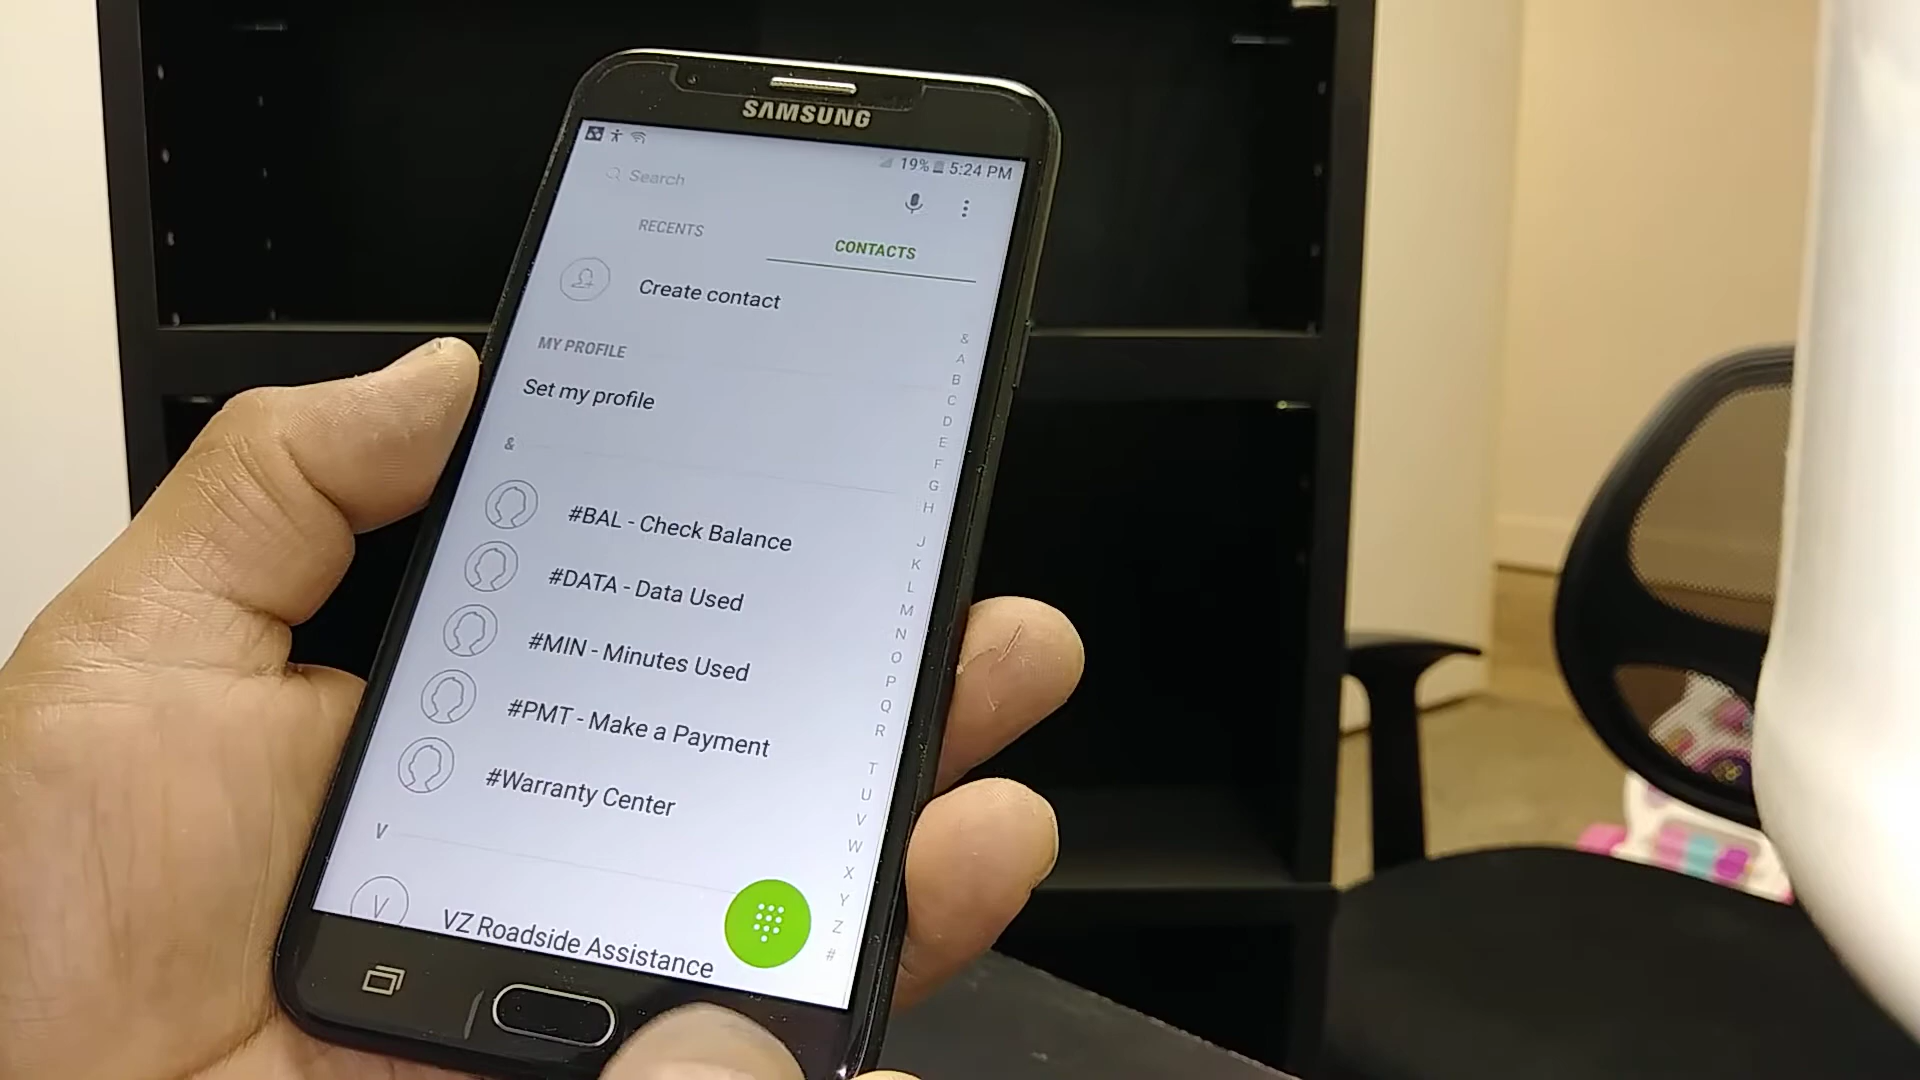 SAMSUNG
19% 5:24 PM
Search
RECENTS
CONTACTS
Create contact
MY PROFILE
Set my profile
&
#BAL - Check Balance
#DATA - Data Used
#MIN - Minutes Used
#PMT - Make a Payment
#Warranty Center
V
V
VZ Roadside Assistance
&
A
B
C
D
E
F
G
H
J
K
L
M
N
O
P
Q
R
T
U
V
W
X
Y
Z
#